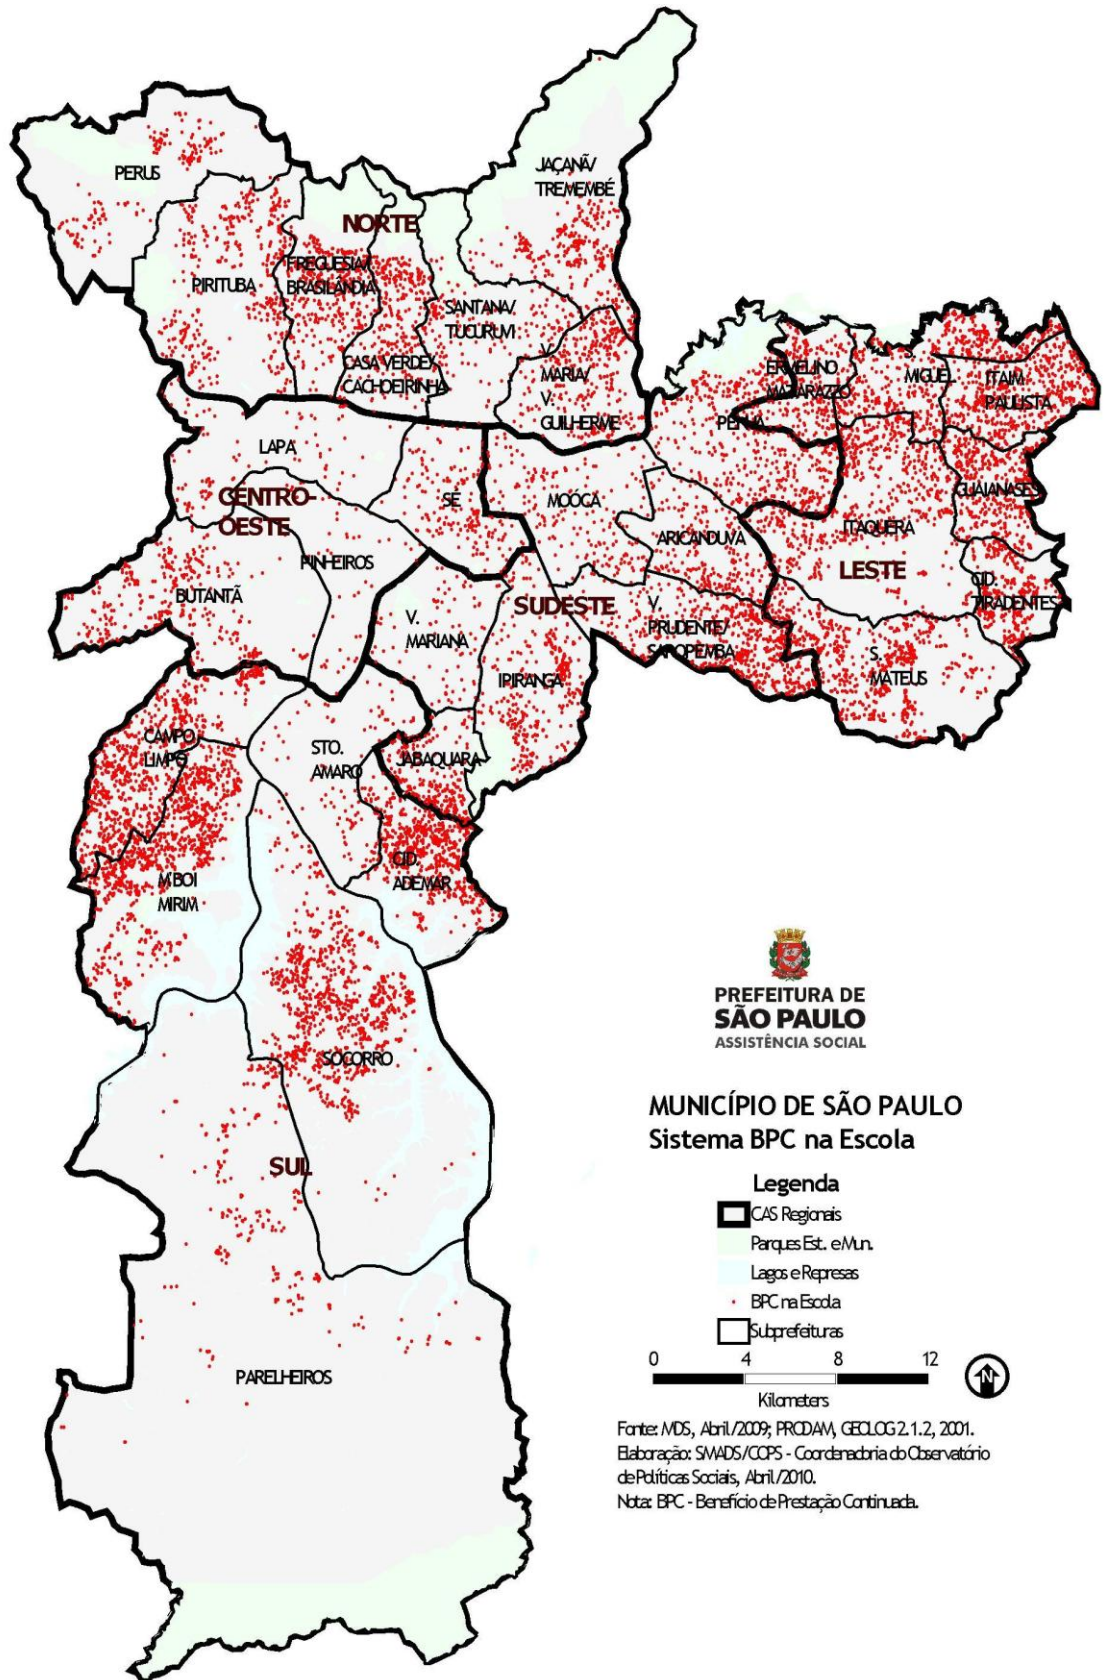 PERUS
JAÇANÃ/
TREMEMBÉ
NORTE
PIRITUBA
FREGUESIA/
BRASILÂNDIA
SANTANA/
TUCURUVI
CASA VERDE/
CACHOEIRINHA
V.
MARIA/
V.
GUILHERME
ERMELINO
MATARAZZO
S.
MIGUEL
ITAIM
PAULISTA
PENHA
LAPA
CENTRO-
OESTE
SÉ
MOÓCA
GUAIANASES
ITAQUERA
ARICANDUVA
PINHEIROS
BUTANTÃ
LESTE
CID.
TIRADENTES
SUDESTE
V.
MARIANA
V.
PRUDENTE/
SAPOPEMBA
IPIRANGA
S.
MATEUS
CAMPO
LIMPO
STO.
AMARO
JABAQUARA
M'BOI
MIRIM
CID.
ADEMAR
SOCORRO
SUL
PARELHEIROS
PREFEITURA DE
SÃO PAULO
ASSISTÊNCIA SOCIAL
MUNICÍPIO DE SÃO PAULO
Sistema BPC na Escola
Legenda
CAS Regionais
Parques Est. e Mun.
Lagos e Represas
BPC na Escola
Subprefeituras
0 4 8 12
Kilometers
N
Fonte: MDS, Abril/2009; PRODAM, GEOLOG 2.1.2, 2001.
Elaboração: SMADS/COPS - Coordenadoria do Observatório
de Políticas Sociais, Abril/2010.
Nota: BPC - Benefício de Prestação Continuada.